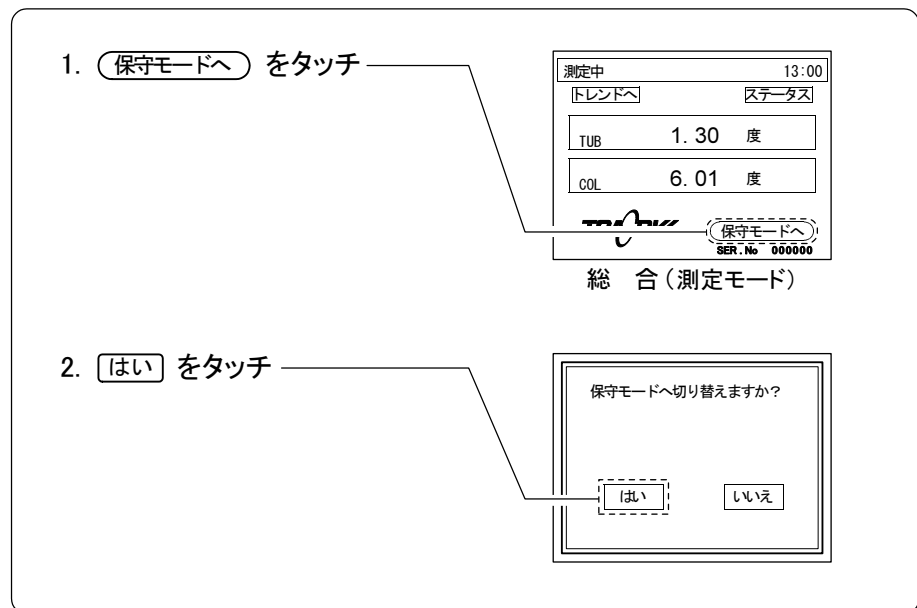 1. 保守モードへ をタッチ
測定中 13:00
トレンドへ ステータス
TUB 1.30 度
COL 6.01 度
保守モードへ
SER.No 000000
総 合(測定モード)
2. はい をタッチ
保守モードへ切り替えますか?
はい いいえ